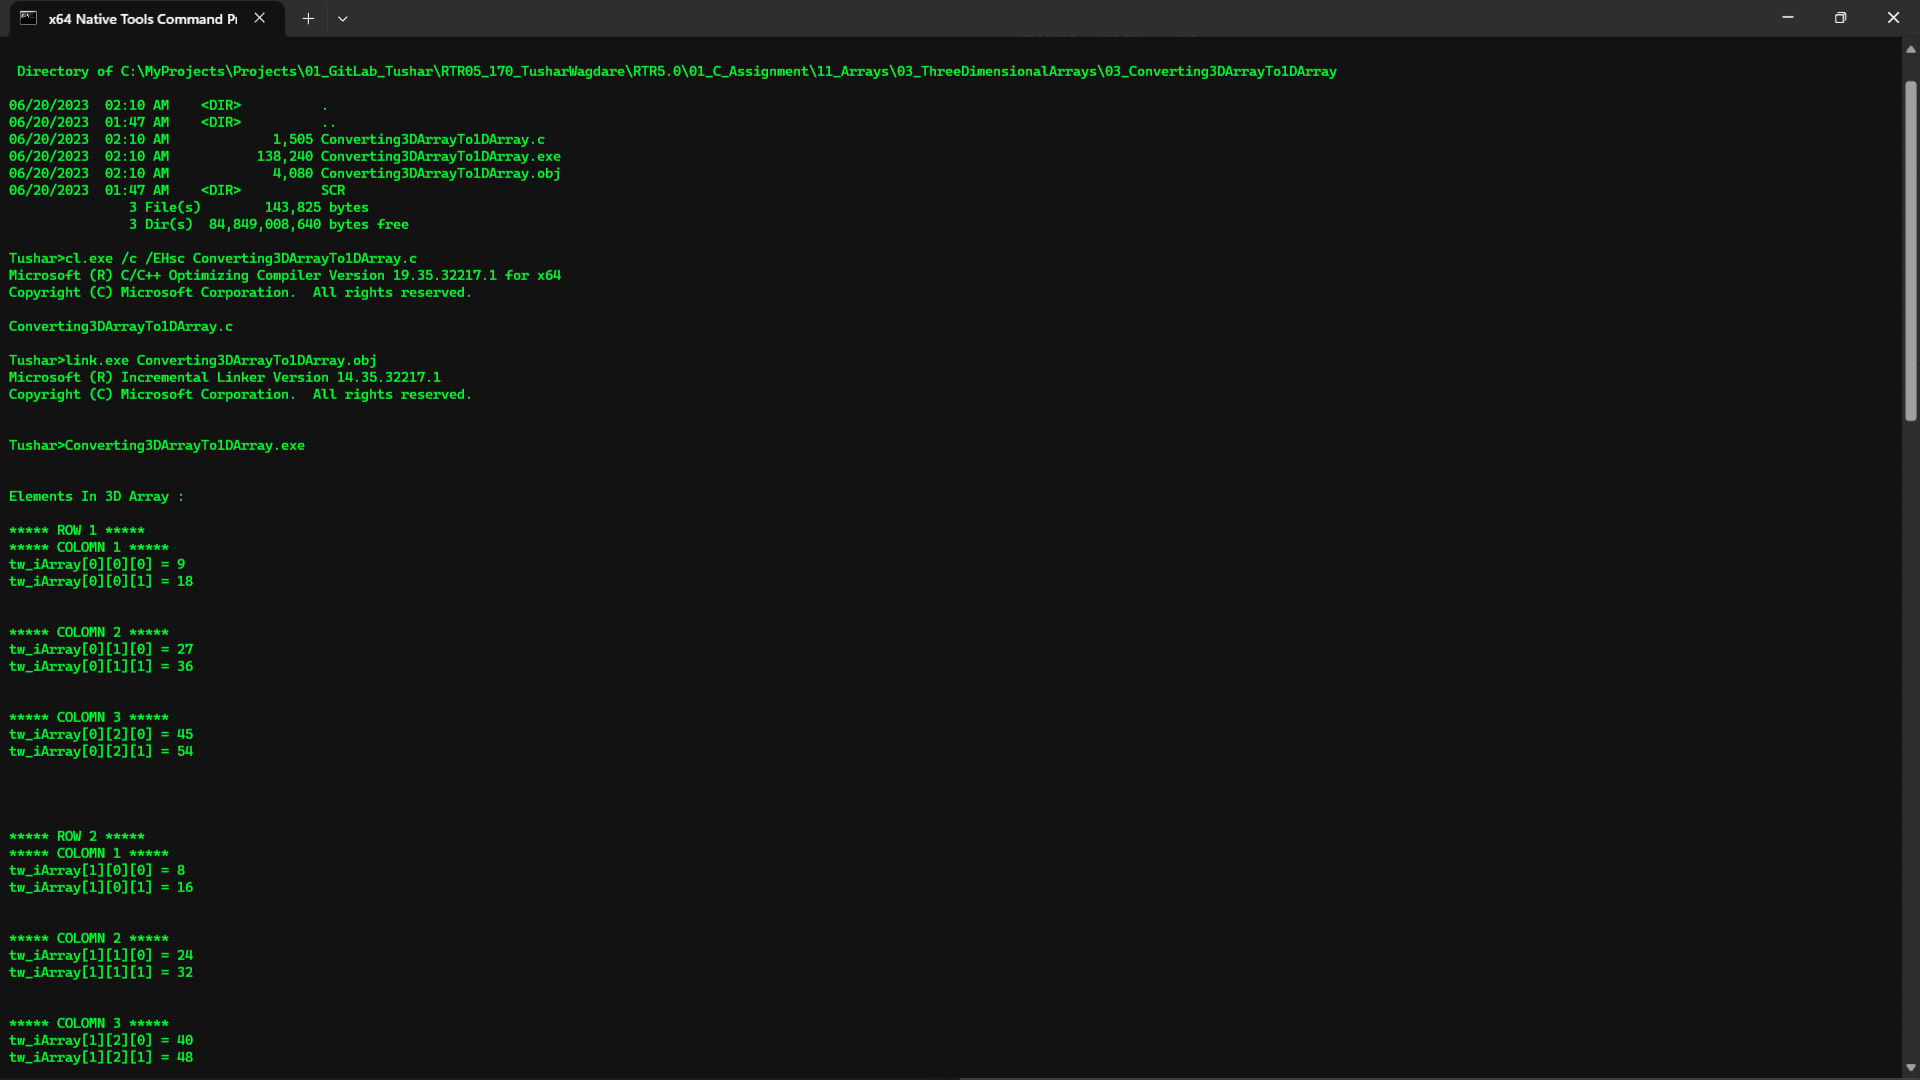 x64 Native Tools Command Pr
Directory of C:\MyProjects\Projects\01_GitLab_Tushar\RTR05_170_TusharWagdare\RTR5.0\01_C_Assignment\11_Arrays\03_ThreeDimensionalArrays\03_Converting3DArrayTo1DArray
06/20/2023  02:10 AM    <DIR>          .
06/20/2023  01:47 AM    <DIR>          ..
06/20/2023  02:10 AM             1,505 Converting3DArrayTo1DArray.c
06/20/2023  02:10 AM           138,240 Converting3DArrayTo1DArray.exe
06/20/2023  02:10 AM             4,080 Converting3DArrayTo1DArray.obj
06/20/2023  01:47 AM    <DIR>          SCR
3 File(s)        143,825 bytes
3 Dir(s)  84,849,008,640 bytes free
Tushar>cl.exe /c /EHsc Converting3DArrayTo1DArray.c
Microsoft (R) C/C++ Optimizing Compiler Version 19.35.32217.1 for x64
Copyright (C) Microsoft Corporation.  All rights reserved.
Converting3DArrayTo1DArray.c
Tushar>link.exe Converting3DArrayTo1DArray.obj
Microsoft (R) Incremental Linker Version 14.35.32217.1
Copyright (C) Microsoft Corporation.  All rights reserved.
Tushar>Converting3DArrayTo1DArray.exe
Elements In 3D Array :
***** ROW 1 *****
***** COLOMN 1 *****
tw_iArray[0][0][0] = 9
tw_iArray[0][0][1] = 18
***** COLOMN 2 *****
tw_iArray[0][1][0] = 27
tw_iArray[0][1][1] = 36
***** COLOMN 3 *****
tw_iArray[0][2][0] = 45
tw_iArray[0][2][1] = 54
***** ROW 2 *****
***** COLOMN 1 *****
tw_iArray[1][0][0] = 8
tw_iArray[1][0][1] = 16
***** COLOMN 2 *****
tw_iArray[1][1][0] = 24
tw_iArray[1][1][1] = 32
***** COLOMN 3 *****
tw_iArray[1][2][0] = 40
tw_iArray[1][2][1] = 48